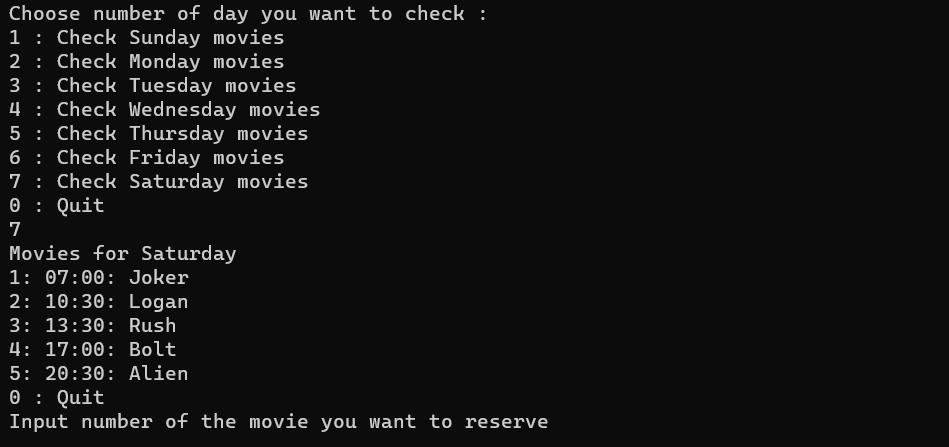 Choose number of day you want to check :
1 : Check Sunday movies
2 : Check Monday movies
3 : Check Tuesday movies
4 : Check Wednesday movies
5 : Check Thursday movies
6 : Check Friday movies
7 : Check Saturday movies
0 : Quit
7
Movies for Saturday
1: 07:00: Joker
2: 10:30: Logan
3: 13:30: Rush
4: 17:00: Bolt
5: 20:30: Alien
0 : Quit
Input number of the movie you want to reserve